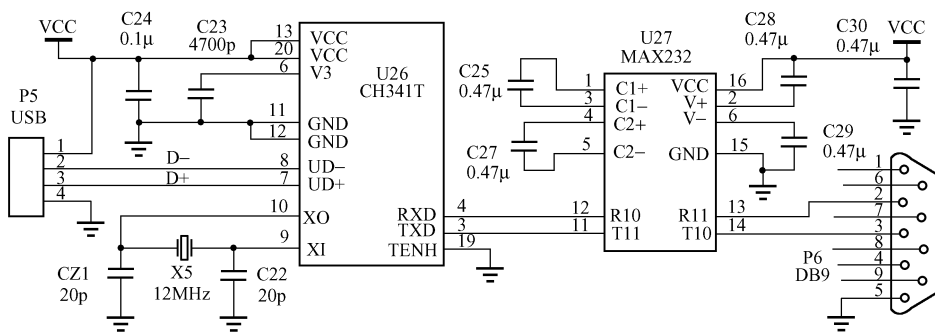 VCC
C24
0.1μ
C23
4700p
13
VCC
20
VCC
6
V3
U26
CH341T
11
GND
12
GND
P5
USB
1
2
3
4
D−
D+
8
UD−
7
UD+
10
XO
9
XI
CZ1
20p
X5
12MHz
C22
20p
RXD
4
TXD
3
TENH
19
C25
0.47μ
C27
0.47μ
U27
MAX232
1
C1+
3
C1−
4
C2+
5
C2−
VCC
16
V+
2
V−
6
GND
15
12
R10
11
T11
R11
13
T10
14
C28
0.47μ
C30
0.47μ
VCC
C29
0.47μ
1
6
2
7
3
8
4
9
5
P6
DB9